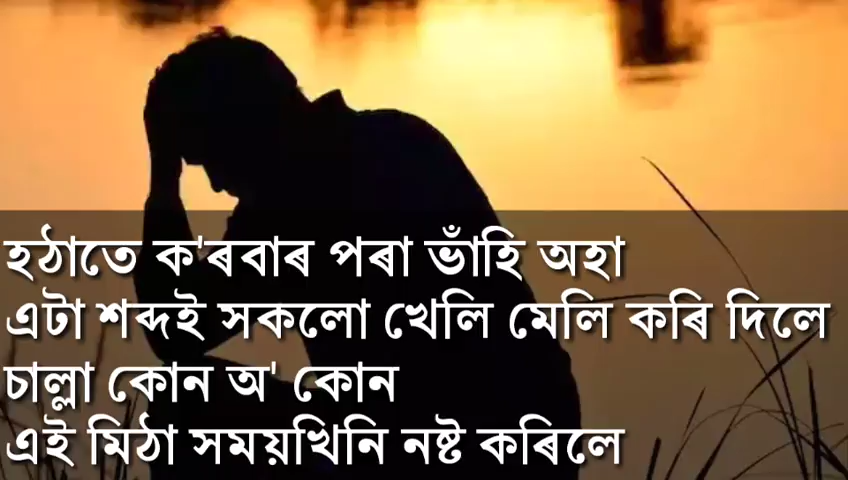 হঠাতে ক'ৰবাৰ পৰা ভাঁহি অহা
এটা শব্দই সকলো খেলি মেলি কৰি দিলে
চাল্লা কোন অ' কোন
এই মিঠা সময়খিনি নষ্ট কৰিলে